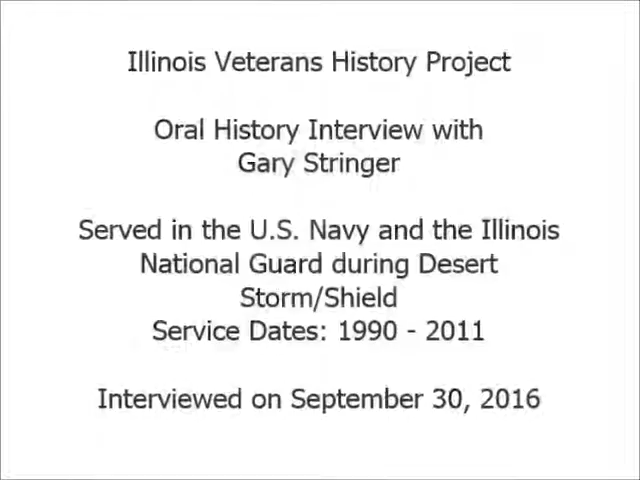 Illinois Veterans History Project
Oral History Interview with
Gary Stringer
Served in the U.S. Navy and the Illinois
National Guard during Desert
Storm/Shield
Service Dates: 1990 - 2011
Interviewed on September 30, 2016